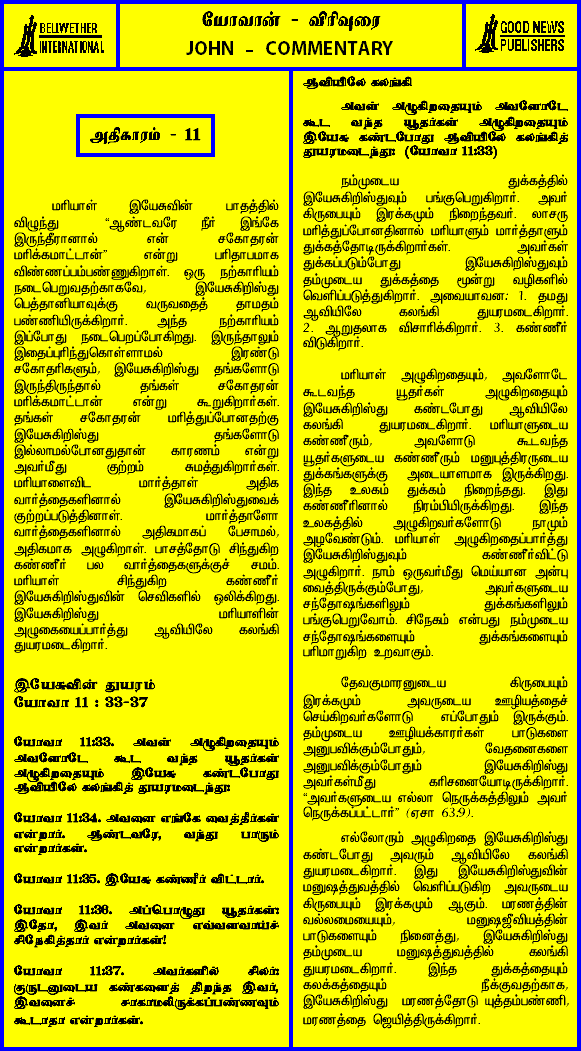 BELWETHER
INTERNATIONAL
யோவான் - விரிவுரை
JOHN - COMMENTARY
GOOD NEWS
PUBLISHERS
அதிகாரம் - 11
மரியாள் இயேசுவின் பாதத்தில்
விழுந்து “ஆண்டவரே நீர் இங்கே
இருந்தீரானால் என் சகோதரன்
மரிக்கமாட்டான்” என்று பரிதாபமாக
விண்ணப்பம்பண்ணுகிறாள். ஒரு நற்காரியம்
நடைபெறுவதற்காகவே, இயேசுகிறிஸ்து
பெத்தானியாவுக்கு வருவதைத் தாமதம்
பண்ணியிருக்கிறார். அந்த நற்காரியம்
இப்போது நடைபெறப்போகிறது. இருந்தாலும்
இதைப்புரிந்துகொள்ளாமல் இரண்டு
சகோதரிகளும், இயேசுகிறிஸ்து தங்களோடு
இருந்திருந்தால் தங்கள் சகோதரன்
மரிக்கமாட்டான் என்று கூறுகிறார்கள்.
தங்கள் சகோதரன் மரித்துப்போனதற்கு
இயேசுகிறிஸ்து தங்களோடு
இல்லாமல்போனதுதான் காரணம் என்று
அவர்மீது குற்றம் சுமத்துகிறார்கள்.
மரியாளைவிட மார்த்தாள் அதிக
வார்த்தைகளினால் இயேசுகிறிஸ்துவைக்
குற்றப்படுத்தினாள். மார்த்தாளோ
வார்த்தைகளினால் அதிகமாகப் பேசாமல்,
அதிகமாக அழுகிறாள். பாசத்தோடு சிந்துகிற
கண்ணீர் பல வார்த்தைகளுக்குச் சமம்.
மரியாள் சிந்துகிற கண்ணீர்
இயேசுகிறிஸ்துவின் செவிகளில் ஒலிக்கிறது.
இயேசுகிறிஸ்து மரியாளின்
அழுகையைப்பார்த்து ஆவியிலே கலங்கி
துயரமடைகிறார்.
இயேசுவின் துயரம்
யோவா 11 : 33-37
யோவா 11:33. அவள் அழுகிறதையும்
அவளோடே கூட வந்த யூதர்கள்
அழுகிறதையும் இயேசு கண்டபோது
ஆவியிலே கலங்கித் துயரமடைந்து:
யோவா 11:34. அவனை எங்கே வைத்தீர்கள்
என்றார். ஆண்டவரே, வந்து பாரும்
என்றார்கள்.
யோவா 11:35. இயேசு கண்ணீர் விட்டார்.
யோவா 11:36. அப்பொழுது யூதர்கள்:
இதோ, இவர் அவனை எவ்வளவாய்ச்
சிநேகித்தார் என்றார்கள்!
யோவா 11:37. அவர்களில் சிலர்:
குருடனுடைய கண்களைத் திறந்த இவர்,
இவனைச் சாகாமலிருக்கப்பண்ணவும்
கூடாதா என்றார்கள்.
ஆவியிலே கலங்கி
அவள் அழுகிறதையும் அவளோடே
கூட வந்த யூதர்கள் அழுகிறதையும்
இயேசு கண்டபோது ஆவியிலே கலங்கித்
துயரமடைந்து: (யோவா 11:33)
நம்முடைய துக்கத்தில்
இயேசுகிறிஸ்துவும் பங்குபெறுகிறார். அவர்
கிருபையும் இரக்கமும் நிறைந்தவர். லாசரு
மரித்துப்போனதினால் மரியாளும் மார்த்தாளும்
துக்கத்தோடிருக்கிறார்கள். அவர்கள்
துக்கப்படும்போது இயேசுகிறிஸ்துவும்
தம்முடைய துக்கத்தை மூன்று வழிகளில்
வெளிப்படுத்துகிறார். அவையாவன: 1. தமது
ஆவியிலே கலங்கி துயரமடைகிறார்.
2. ஆறுதலாக விசாரிக்கிறார். 3. கண்ணீர்
விடுகிறார்.
மரியாள் அழுகிறதையும், அவளோடே
கூடவந்த யூதர்கள் அழுகிறதையும்
இயேசுகிறிஸ்து கண்டபோது ஆவியிலே
கலங்கி துயரமடைகிறார். மரியாளுடைய
கண்ணீரும், அவளோடு கூடவந்த
யூதர்களுடைய கண்ணீரும் மனுபுத்திரருடைய
துக்கங்களுக்கு அடையாளமாக இருக்கிறது.
இந்த உலகம் துக்கம் நிறைந்தது. இது
கண்ணீரினால் நிரம்பியிருக்கிறது. இந்த
உலகத்தில் அழுகிறவர்களோடு நாமும்
அழவேண்டும். மரியாள் அழுகிறதைப்பார்த்து
இயேசுகிறிஸ்துவும் கண்ணீர்விட்டு
அழுகிறார். நாம் ஒருவர்மீது மெய்யான அன்பு
வைத்திருக்கும்போது, அவர்களுடைய
சந்தோஷங்களிலும் துக்கங்களிலும்
பங்குபெறுவோம். சிநேகம் என்பது நம்முடைய
சந்தோஷங்களையும் துக்கங்களையும்
பரிமாறுகிற உறவாகும்.
தேவகுமாரனுடைய கிருபையும்
இரக்கமும் அவருடைய ஊழியத்தைச்
செய்கிறவர்களோடு எப்போதும் இருக்கும்.
தம்முடைய ஊழியக்காரர்கள் பாடுகளை
அனுபவிக்கும்போதும், வேதனைகளை
அனுபவிக்கும்போதும் இயேசுகிறிஸ்து
அவர்கள்மீது கரிசனையோடிருக்கிறார்.
“அவர்களுடைய எல்லா நெருக்கத்திலும் அவர்
நெருக்கப்பட்டார்” (ஏசா 63:9).
எல்லோரும் அழுகிறதை இயேசுகிறிஸ்து
கண்டபோது அவரும் ஆவியிலே கலங்கி
துயரமடைகிறார். இது இயேசுகிறிஸ்துவின்
மனுஷத்துவத்தில் வெளிப்படுகிற அவருடைய
கிருபையும் இரக்கமும் ஆகும். மரணத்தின்
வல்லமையையும், மனுஷஜீவியத்தின்
பாடுகளையும் நினைத்து, இயேசுகிறிஸ்து
தம்முடைய மனுஷத்துவத்தில் கலங்கி
துயரமடைகிறார். இந்த துக்கத்தையும்
கலக்கத்தையும் நீக்குவதற்காக,
இயேசுகிறிஸ்து மரணத்தோடு யுத்தம்பண்ணி,
மரணத்தை ஜெயித்திருக்கிறார்.